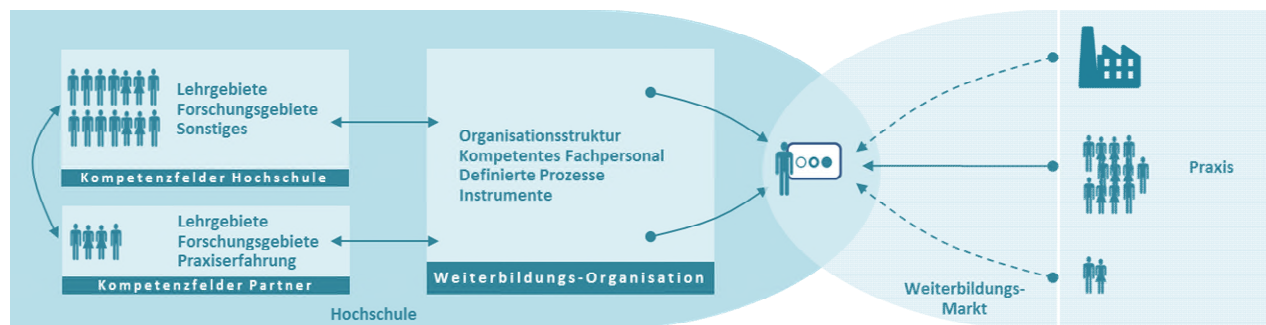 Lehrgebiete
Forschungsgebiete
Sonstiges
Kompetenzfelder Hochschule
Lehrgebiete
Forschungsgebiete
Praxiserfahrung
Kompetenzfelder Partner
Organisationsstruktur
Kompetentes Fachpersonal
Definierte Prozesse
Instrumente
Weiterbildungs-Organisation
Hochschule
Praxis
Weiterbildungs-
Markt